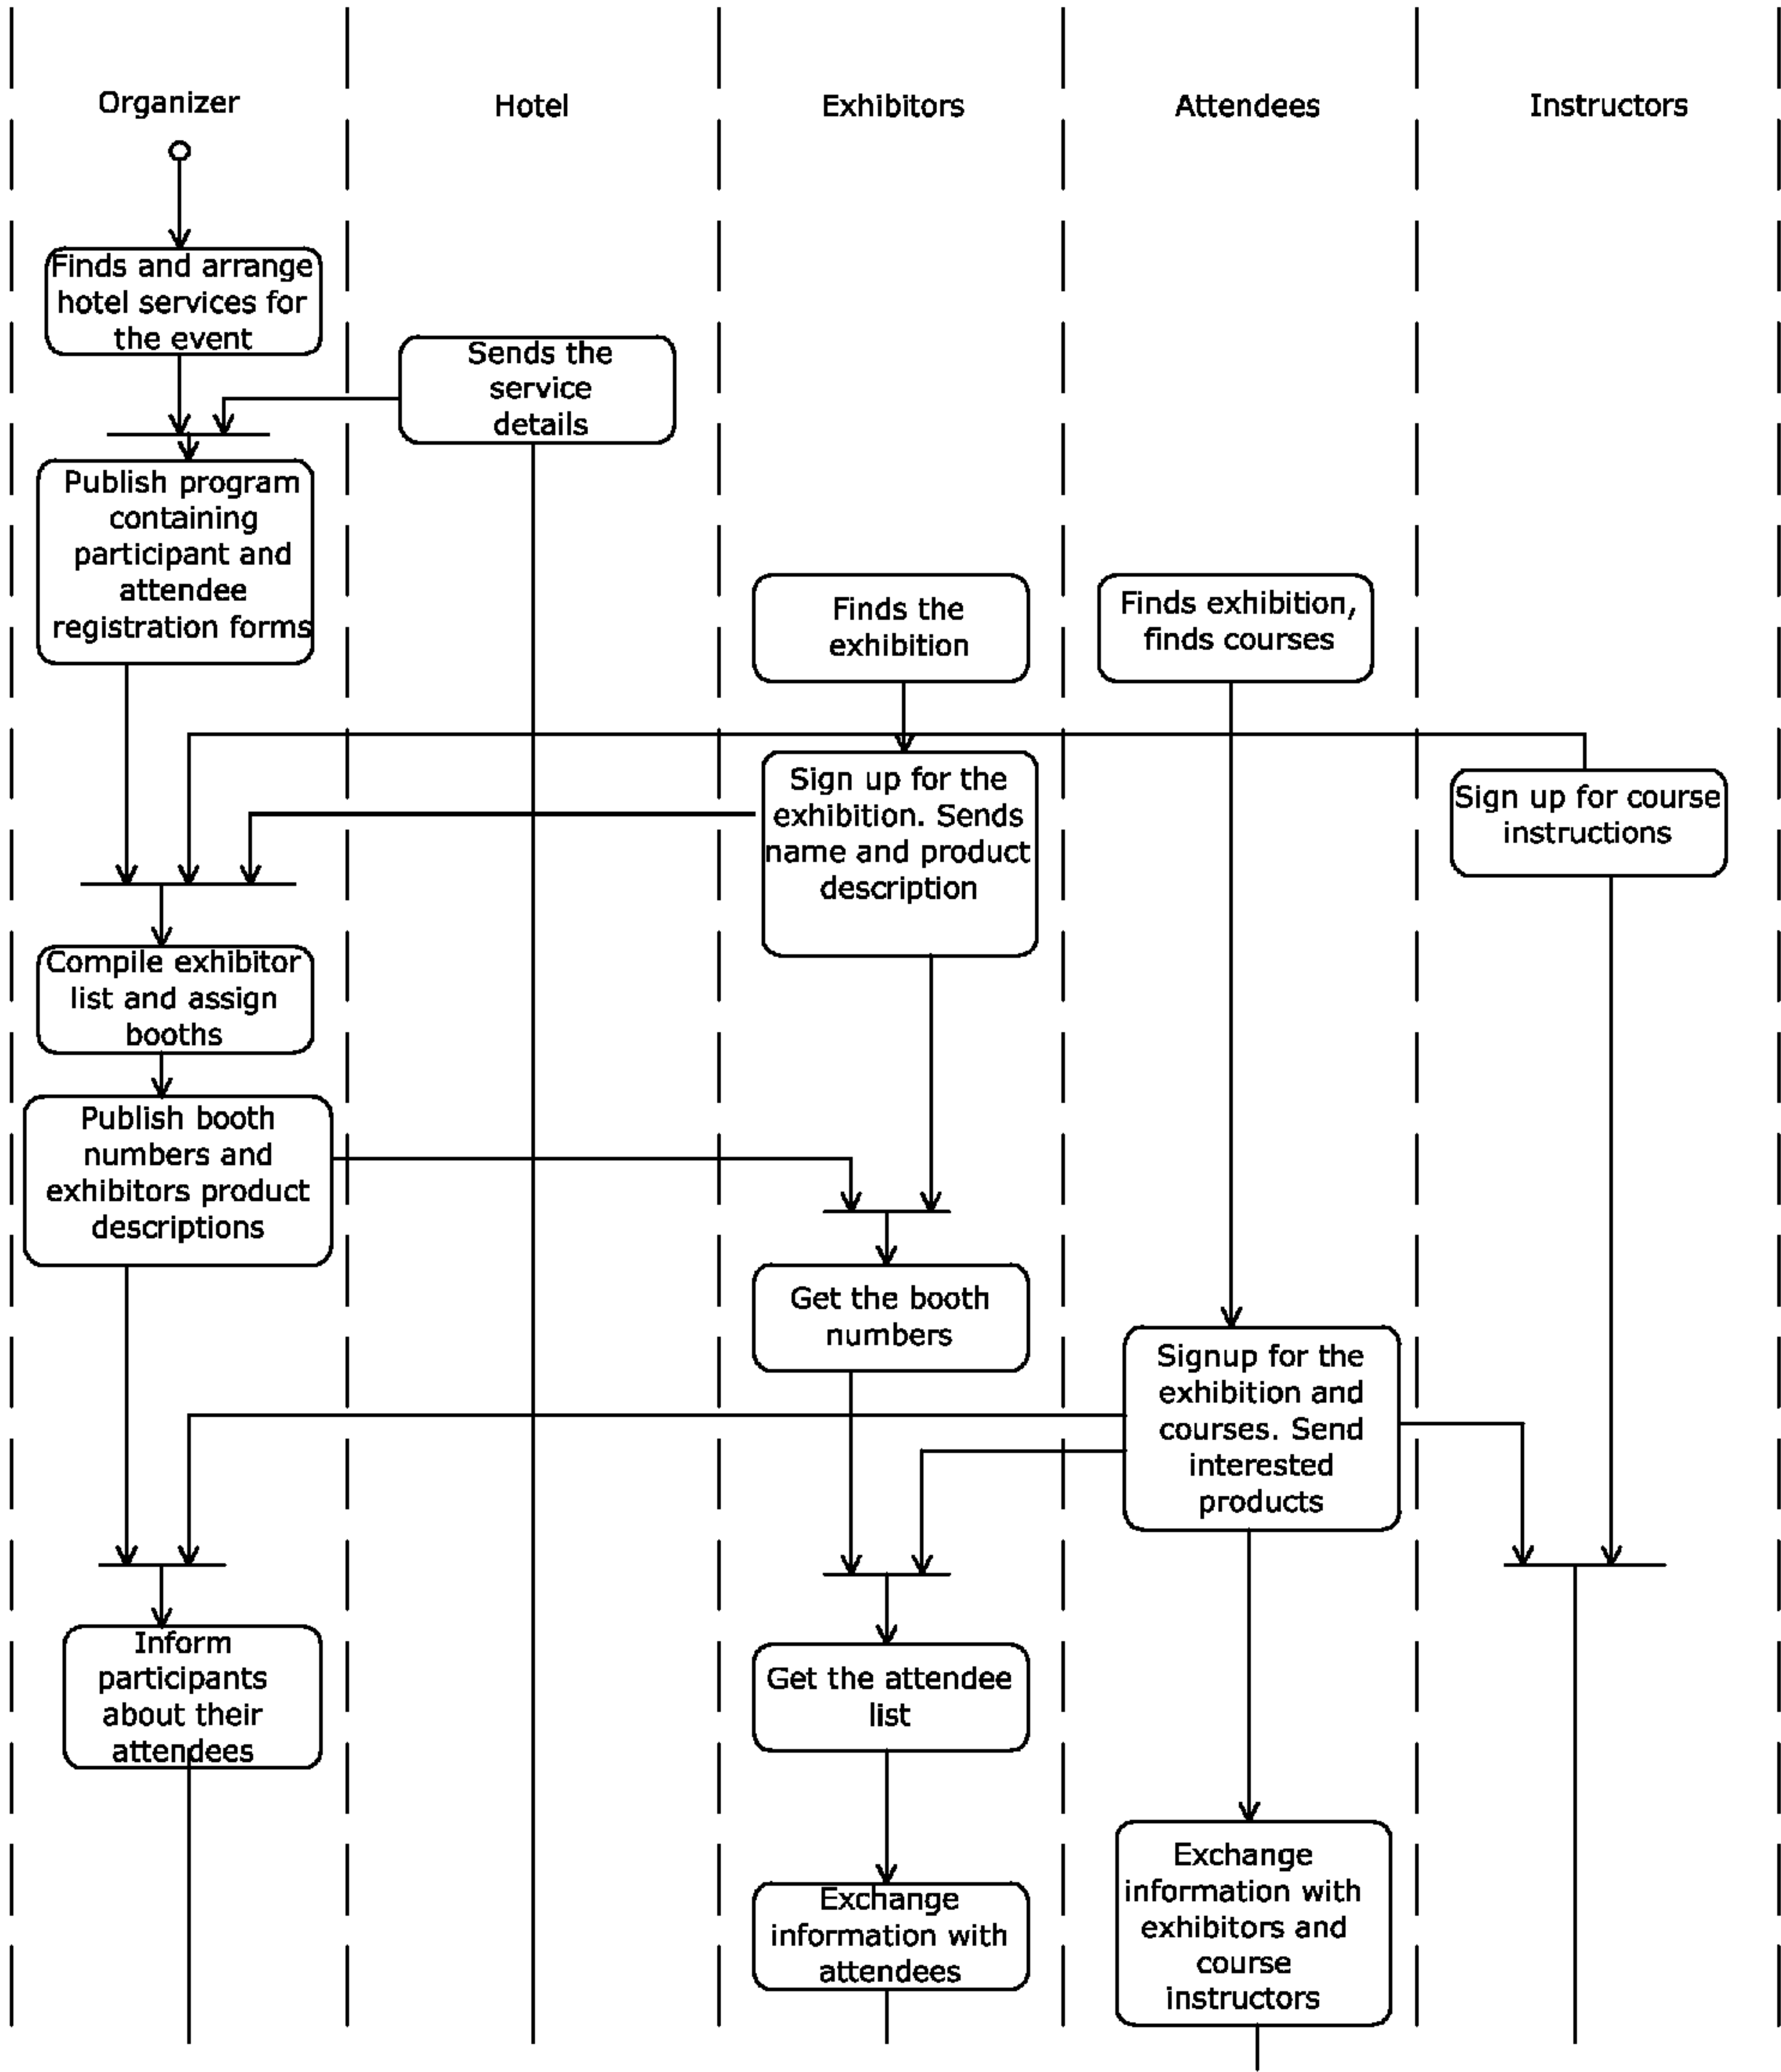 Organizer
Hotel
Exhibitors
Attendees
Instructors
Finds and arrange
hotel services for
the event
Sends the
service
details
Publish program
containing
participant and
attendee
registration forms
Finds the
exhibition
Finds exhibition,
finds courses
Sign up for the
exhibition. Sends
name and product
description
Sign up for course
instructions
Compile exhibitor
list and assign
booths
Publish booth
numbers and
exhibitors product
descriptions
Get the booth
numbers
Signup for the
exhibition and
courses. Send
interested
products
Inform
participants
about their
attendees
Get the attendee
list
Exchange
information with
attendees
Exchange
information with
exhibitors and
course
instructors